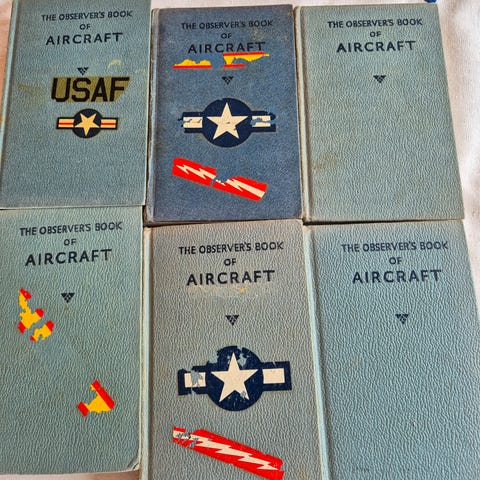 THE OBSERVER'S BOOK
OF
AIRCRAFT
USAF
THE OBSERVER'S BOOK
OF
AIRCRAFT
THE OBSERVER'S BOOK
OF
AIRCRAFT
THE OBSERVER'S BOOK
OF
AIRCRAFT
THE OBSERVER'S BOOK
OF
AIRCRAFT
THE OBSERVER'S BOOK
OF
AIRCRAFT